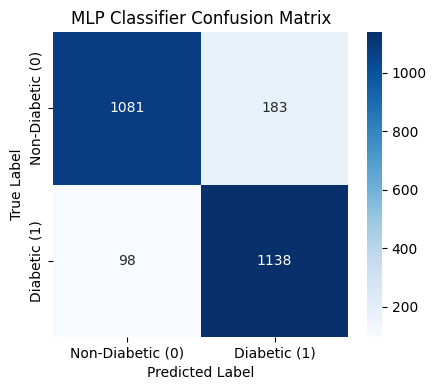 MLP Classifier Confusion Matrix
True Label
Non-Diabetic (0)
Diabetic (1)
1081
183
98
1138
Non-Diabetic (0)
Diabetic (1)
Predicted Label
1000
800
600
400
200